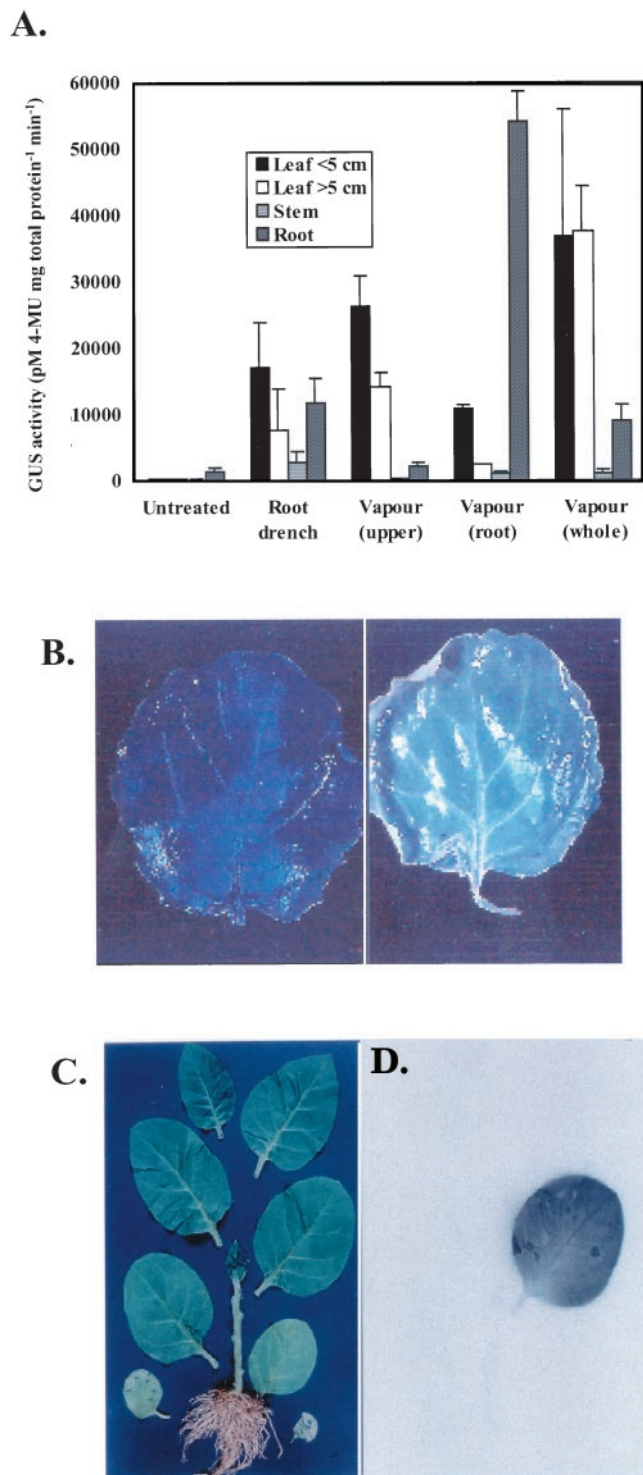 A.
GUS activity (pM 4-MU mg total protein⁻¹ min⁻¹)
60000
50000
40000
30000
20000
10000
0
Leaf <5 cm
Leaf >5 cm
Stem
Root
Untreated
Root drench
Vapour (upper)
Vapour (root)
Vapour (whole)
B.
C.
D.